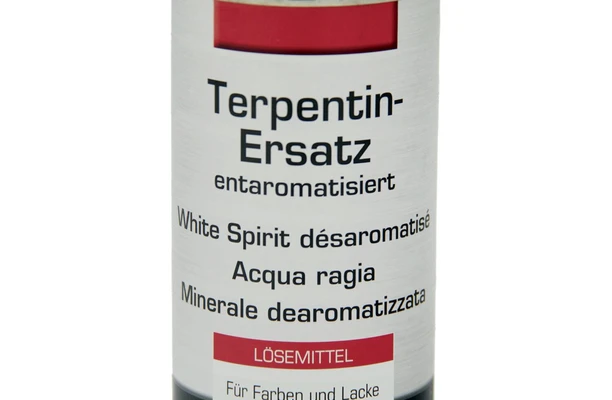 Terpentin-
Ersatz
entaromatisiert
White Spirit désaromatisé
Acqua ragia
Minerale dearomatizzata
LÖSEMITTEL
Für Farben und Lacke